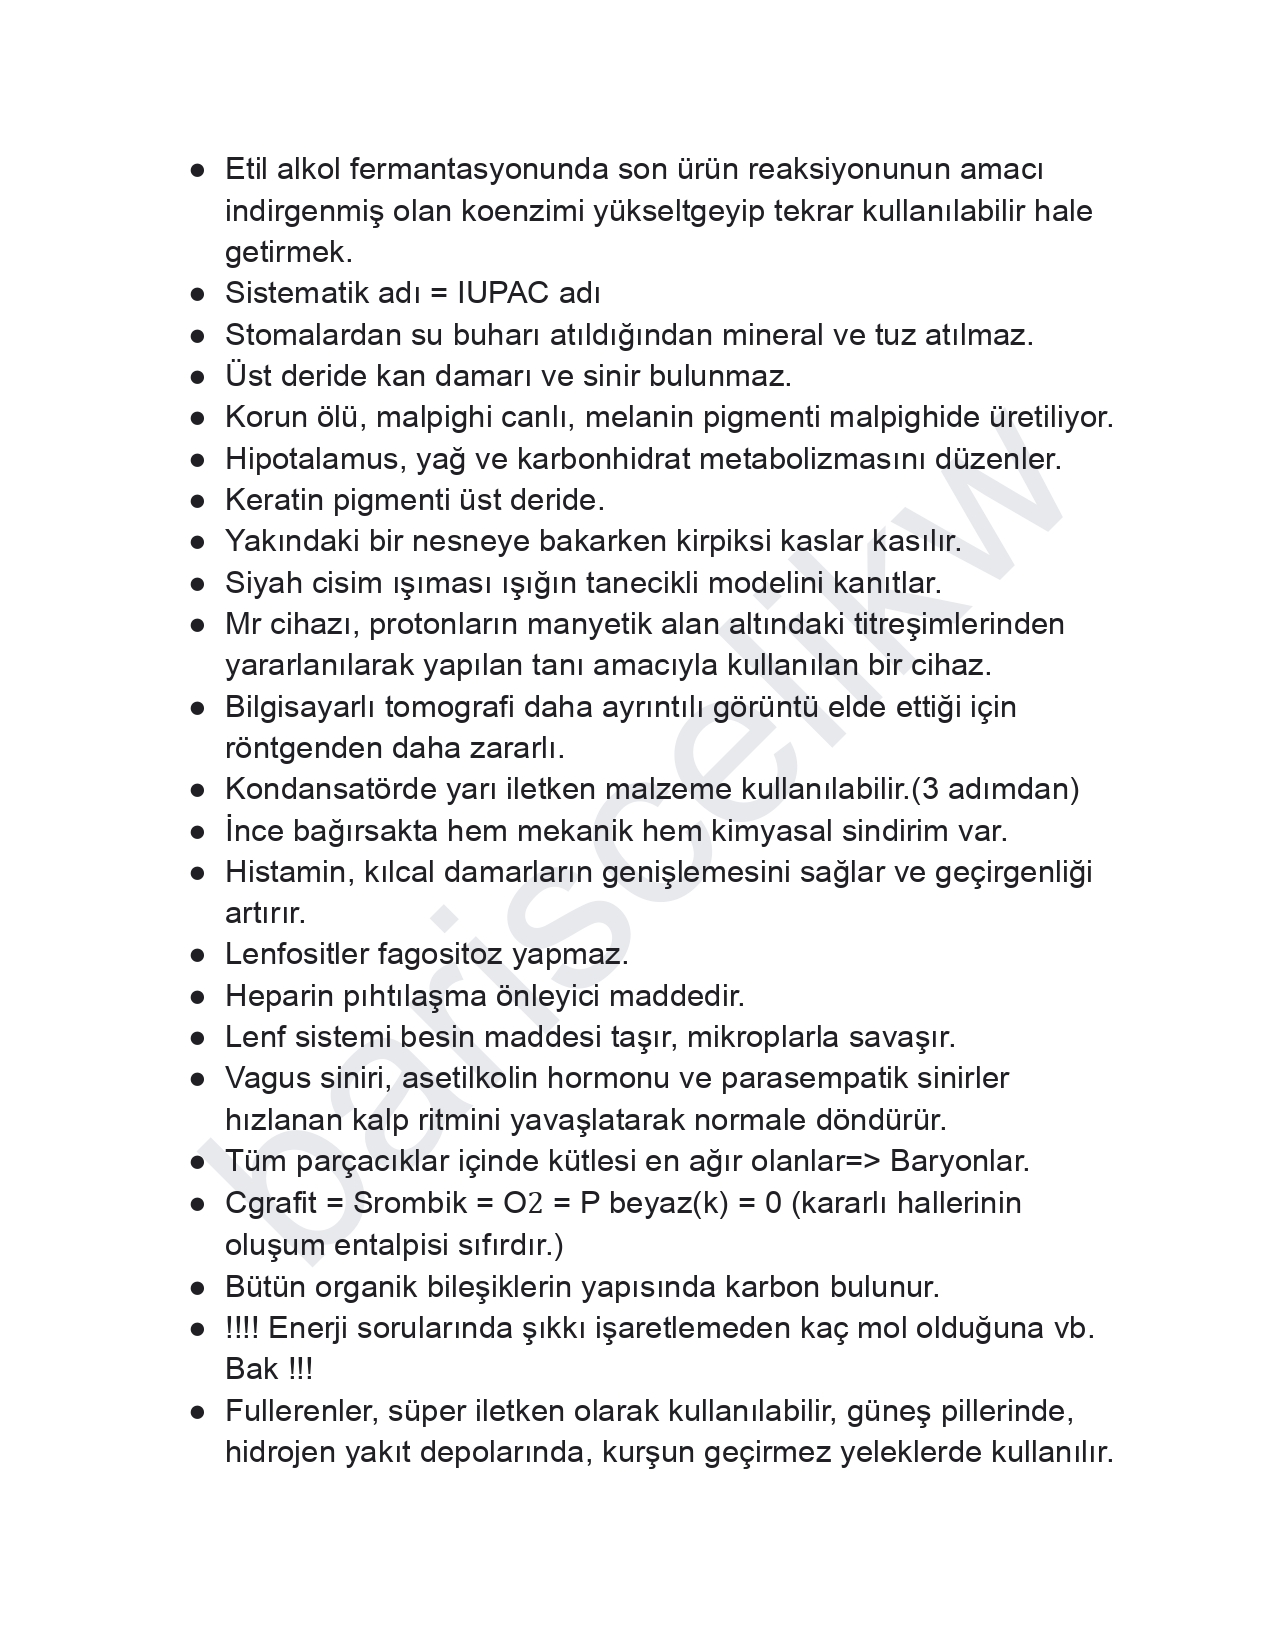 ● Etil alkol fermantasyonunda son ürün reaksiyonunun amacı
indirgenmiş olan koenzimi yükseltgeyip tekrar kullanılabilir hale
getirmek.
● Sistematik adı = IUPAC adı
● Stomalardan su buharı atıldığından mineral ve tuz atılmaz.
● Üst deride kan damarı ve sinir bulunmaz.
● Korun ölü, malpighi canlı, melanin pigmenti malpighide üretiliyor.
● Hipotalamus, yağ ve karbonhidrat metabolizmasını düzenler.
● Keratin pigmenti üst deride.
● Yakındaki bir nesneye bakarken kirpiksi kaslar kasılır.
● Siyah cisim ışıması ışığın tanecikli modelini kanıtlar.
● Mr cihazı, protonların manyetik alan altındaki titreşimlerinden
yararlanılarak yapılan tanı amacıyla kullanılan bir cihaz.
● Bilgisayarlı tomografi daha ayrıntılı görüntü elde ettiği için
röntgenden daha zararlı.
● Kondansatörde yarı iletken malzeme kullanılabilir.(3 adımdan)
● İnce bağırsakta hem mekanik hem kimyasal sindirim var.
● Histamin, kılcal damarların genişlemesini sağlar ve geçirgenliği
artırır.
● Lenfositler fagositoz yapmaz.
● Heparin pıhtılaşma önleyici maddedir.
● Lenf sistemi besin maddesi taşır, mikroplarla savaşır.
● Vagus siniri, asetilkolin hormonu ve parasempatik sinirler
hızlanan kalp ritmini yavaşlatarak normale döndürür.
● Tüm parçacıklar içinde kütlesi en ağır olanlar=> Baryonlar.
● Cgrafit = Srombik = O2 = P beyaz(k) = 0 (kararlı hallerinin
oluşum entalpisi sıfırdır.)
● Bütün organik bileşiklerin yapısında karbon bulunur.
● !!!! Enerji sorularında şıkkı işaretlemeden kaç mol olduğuna vb.
Bak !!!
● Fullerenler, süper iletken olarak kullanılabilir, güneş pillerinde,
hidrojen yakıt depolarında, kurşun geçirmez yeleklerde kullanılır.
bariscelikw